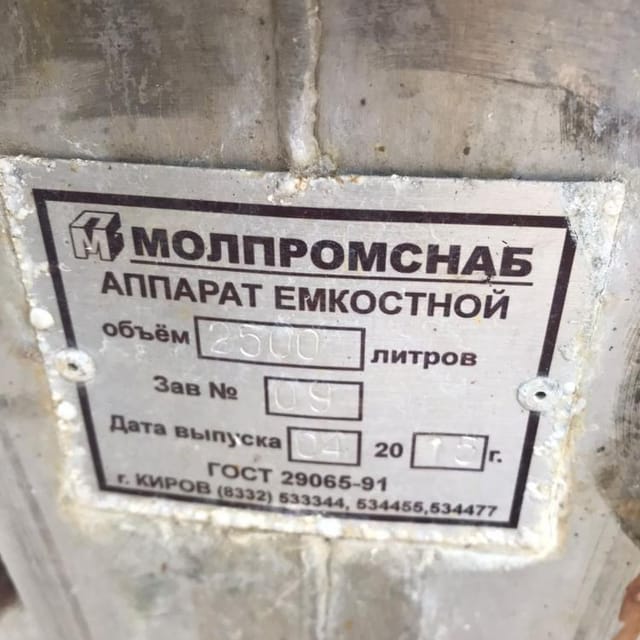 М МОЛПРОМСНАБ
АППАРАТ ЕМКОСТНОЙ
объём 2500 литров
Зав № 09
Дата выпуска 04 20 15 г.
ГОСТ 29065-91
г. КИРОВ (8332) 533344, 534455,534477